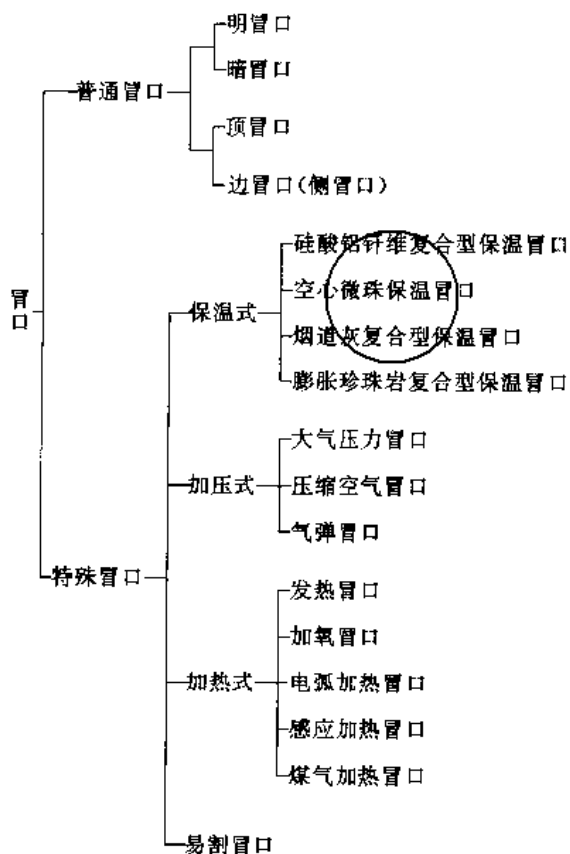 明冒口
暗冒口
普通冒口
顶冒口
边冒口(侧冒口)
硅酸铝钎维复合型保温冒口
空心微珠保温冒口
冒口
保温式
烟道灰复合型保温冒口
膨胀珍珠岩复合型保温冒口
大气压力冒口
加压式
压缩空气冒口
气弹冒口
特殊冒口
发热冒口
加氧冒口
加热式
电弧加热冒口
感应加热冒口
煤气加热冒口
易割冒口